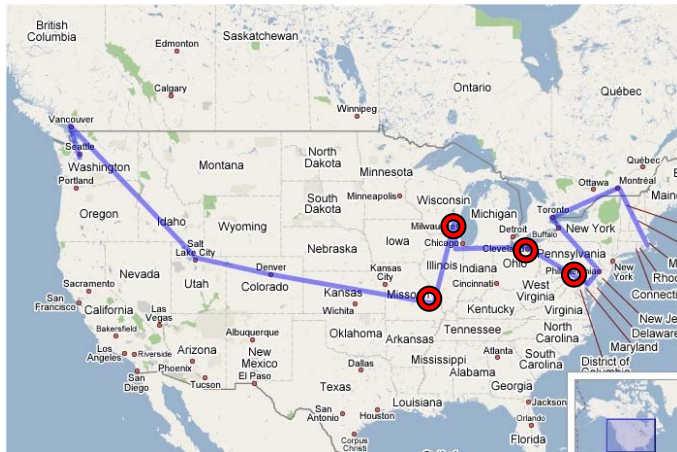 British
Columbia
Edmonton
Saskatchewan
Calgary
Ontario
Québec
Winnipeg
Vancouver
Seattle
Washington
Portland
Montana
North
Dakota
Minnesota
Québec
Ottawa
Montréal
Maine
Oregon
Idaho
Wyoming
South
Dakota
Minneapolis
Wisconsin
Michigan
Toronto
Buffalo
New York
Milwaukee
Detroit
Salt
Lake City
Nebraska
Iowa
Chicago
Cleveland
Pennsylvania
Nevada
Utah
Denver
Colorado
Kansas
City
Illinois
Indiana
Ohio
New
York
Sacramento
San
Francisco
California
Kansas
Missouri
Cincinnati
West
Virginia
Connecti
Las
Vegas
Wichita
Kentucky
Virginia
New Je
Delaware
Maryland
Bakersfield
Albuquerque
Oklahoma
Tennessee
North
Carolina
District of
Columbia
Los
Angeles
Riverside
Arizona
Phoenix
New
Mexico
Arkansas
Mississippi
Alabama
Atlanta
South
Carolina
San
Diego
Tucson
El Paso
Dallas
Texas
Georgia
Louisiana
Jackson
San
Antonio
Houston
Orlando
Florida
Corpus
Christi